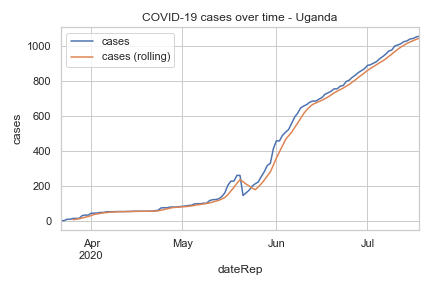 COVID-19 cases over time - Uganda
cases
cases (rolling)
1000
800
600
400
200
0
cases
Apr
2020
May
Jun
Jul
dateRep